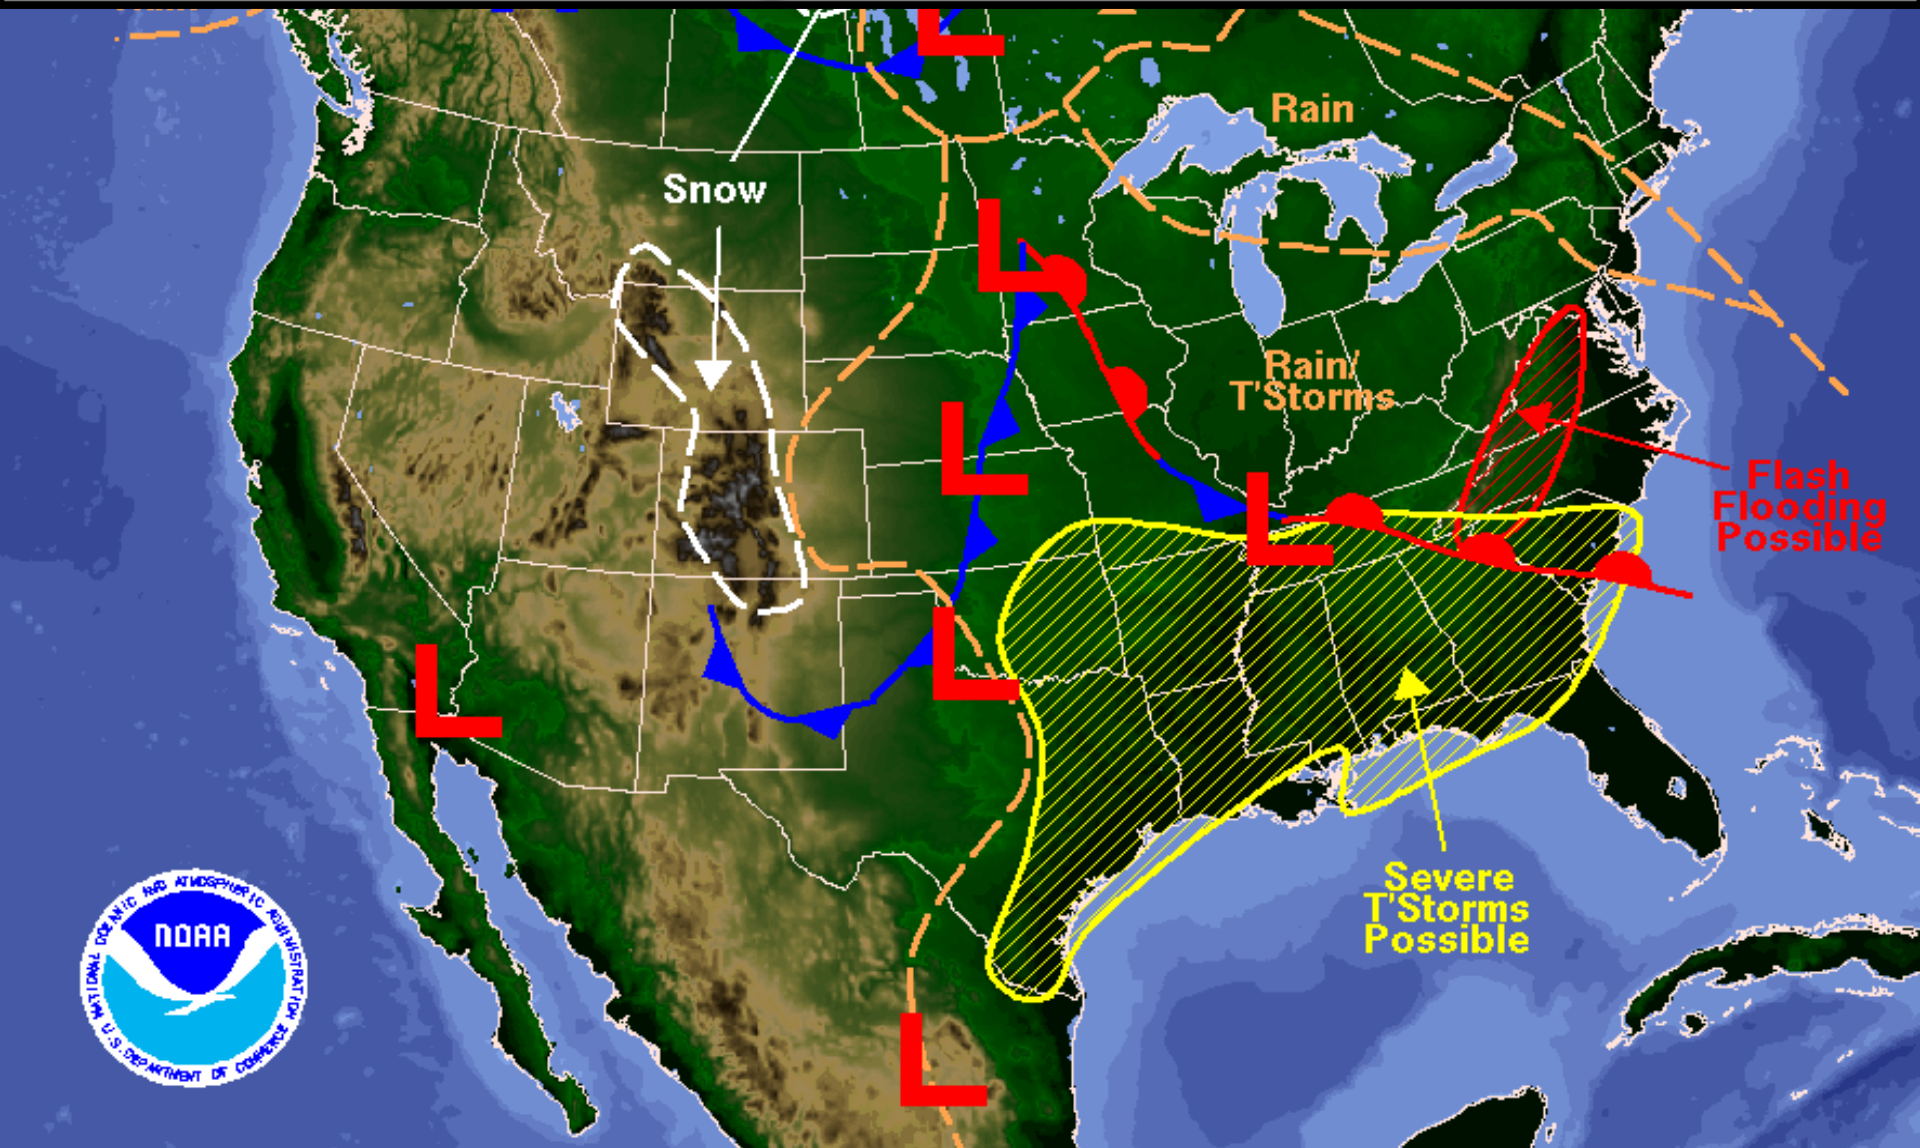 Rain
Snow
Rain/
T'Storms
Flash
Flooding
Possible
Severe
T'Storms
Possible
L
L
L
L
L
L
L
L
NOAA
NATIONAL OCEANIC AND ATMOSPHERIC ADMINISTRATION
U.S. DEPARTMENT OF COMMERCE